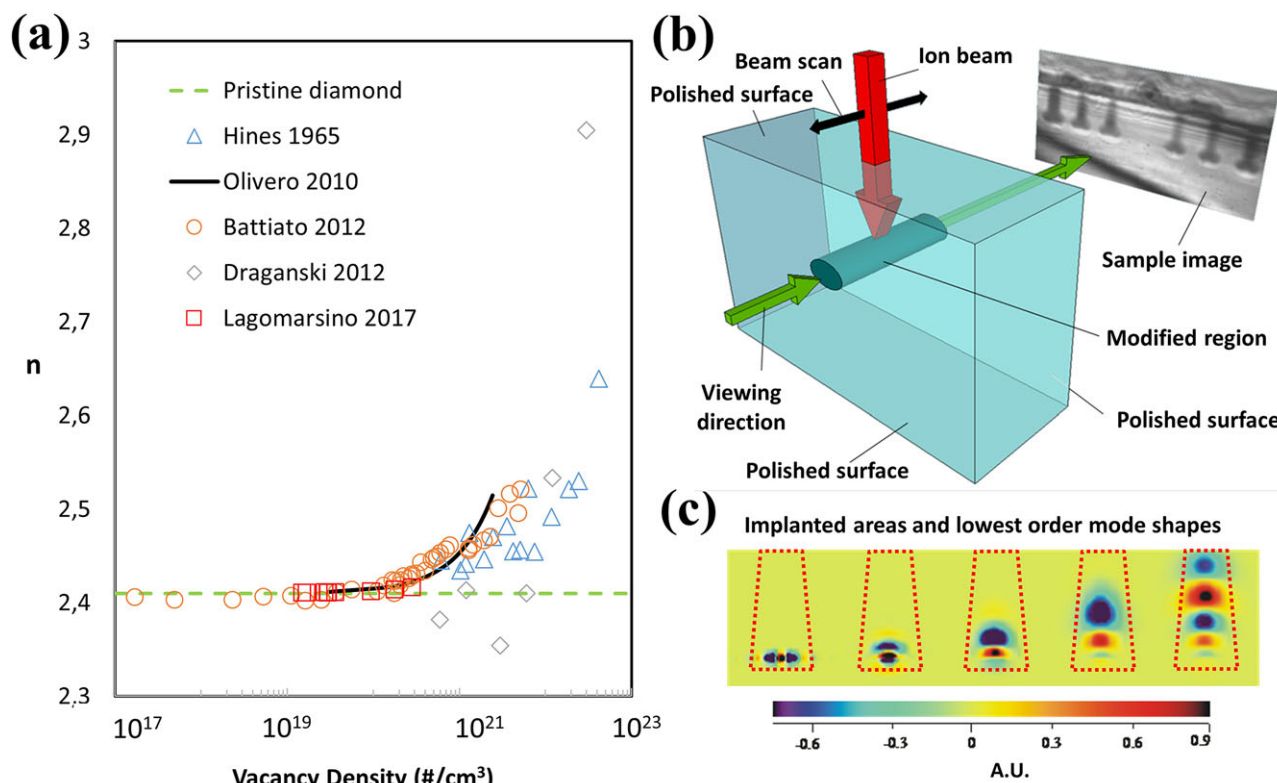 (a)
3
2,9
2,8
2,7
n
2,6
2,5
2,4
2,3
Pristine diamond
Hines 1965
Olivero 2010
Battiato 2012
Draganski 2012
Lagomarsino 2017
10^17
10^19
10^21
10^23
Vacancy Density (#/cm³)
(b)
Beam scan
Ion beam
Polished surface
Sample image
Modified region
Viewing
direction
Polished surface
Polished surface
(c)
Implanted areas and lowest order mode shapes
-0.6
-0.3
0
0.3
0.6
0.9
A.U.